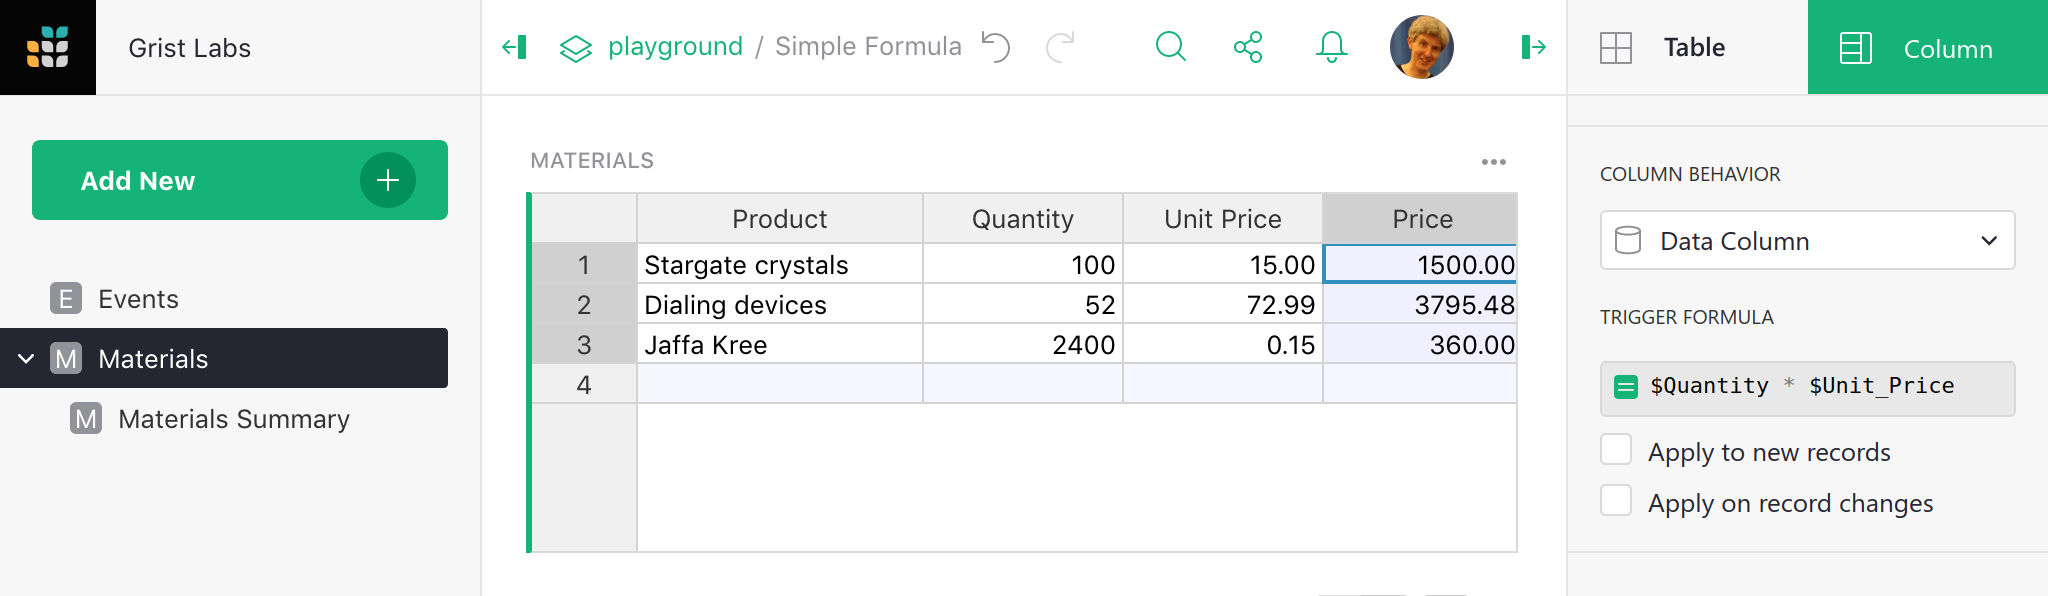 Grist Labs
playground / Simple Formula
Table
Column
Add New
E Events
M Materials
M Materials Summary
MATERIALS
Product Quantity Unit Price Price
1 Stargate crystals 100 15.00 1500.00
2 Dialing devices 52 72.99 3795.48
3 Jaffa Kree 2400 0.15 360.00
4
COLUMN BEHAVIOR
Data Column
TRIGGER FORMULA
$Quantity * $Unit_Price
Apply to new records
Apply on record changes